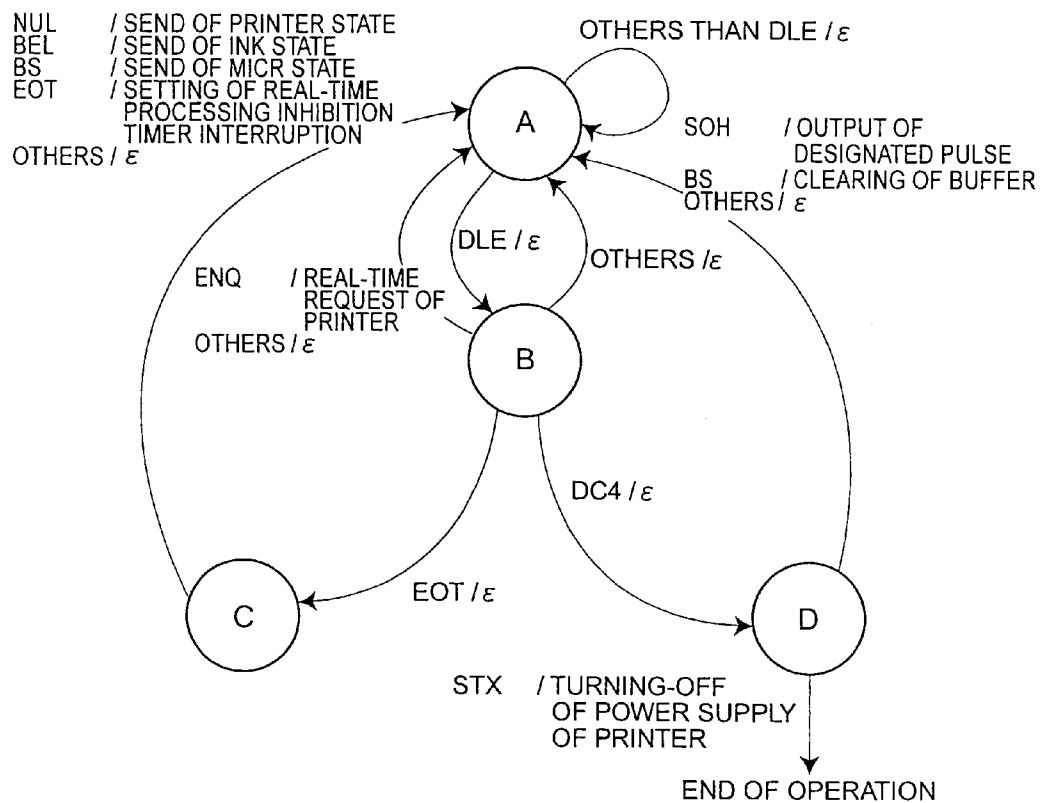 NUL / SEND OF PRINTER STATE
BEL / SEND OF INK STATE
BS / SEND OF MICR STATE
EOT / SETTING OF REAL-TIME
PROCESSING INHIBITION
TIMER INTERRUPTION
OTHERS / ε
OTHERS THAN DLE / ε
A
SOH / OUTPUT OF
DESIGNATED PULSE
BS / CLEARING OF BUFFER
OTHERS / ε
DLE / ε
OTHERS / ε
ENQ / REAL-TIME
REQUEST OF
PRINTER
OTHERS / ε
B
DC4 / ε
EOT / ε
C
D
STX / TURNING-OFF
OF POWER SUPPLY
OF PRINTER
END OF OPERATION